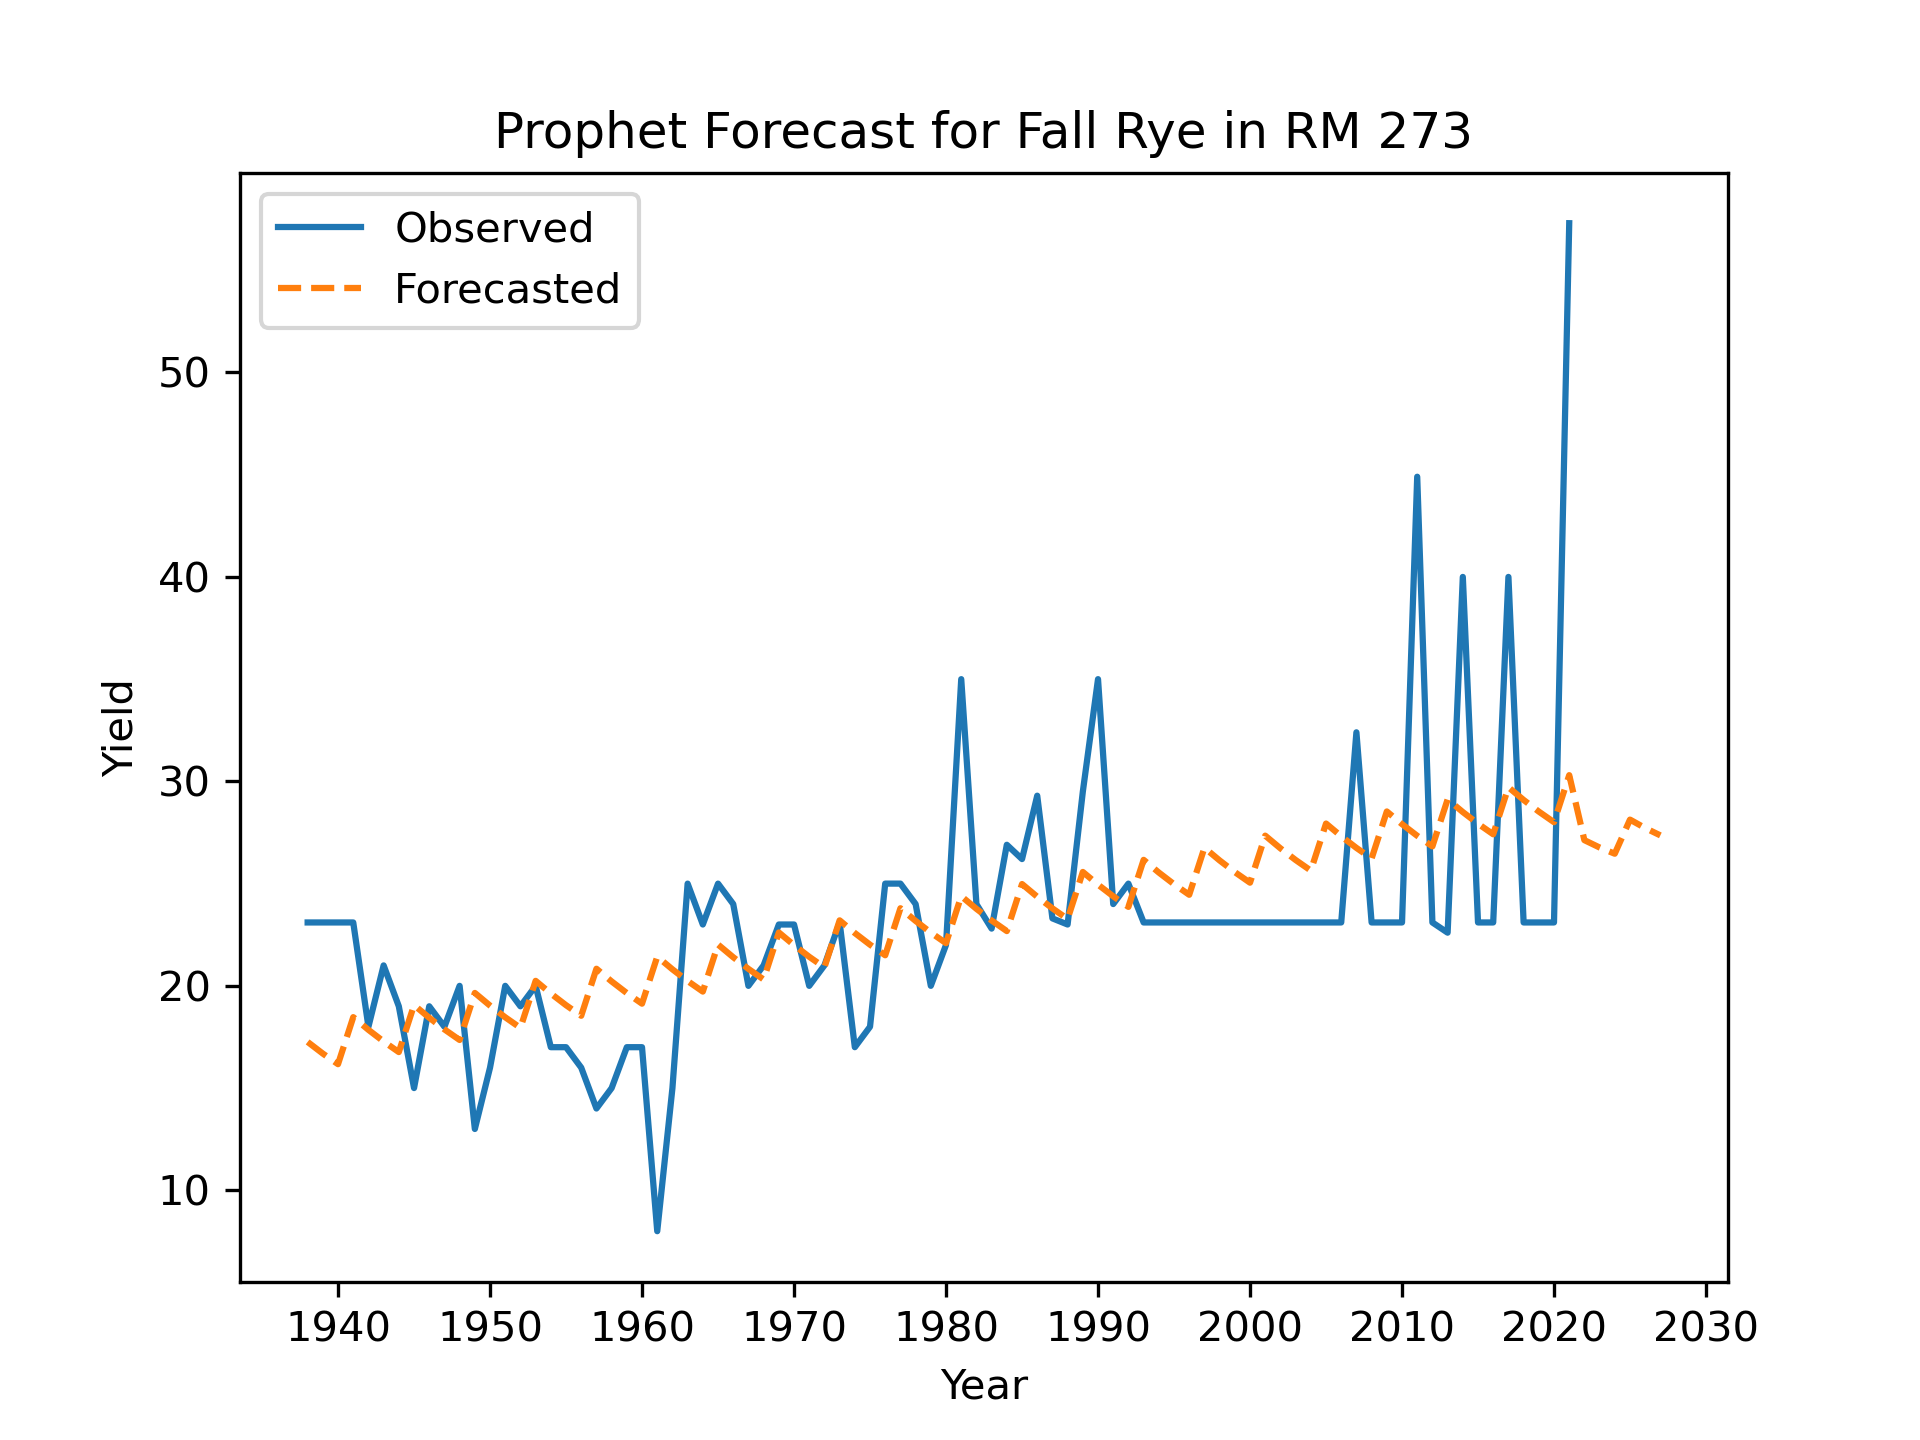 Prophet Forecast for Fall Rye in RM 273
Observed
Forecasted
50
40
30
20
10
Yield
1940 1950 1960 1970 1980 1990 2000 2010 2020 2030
Year